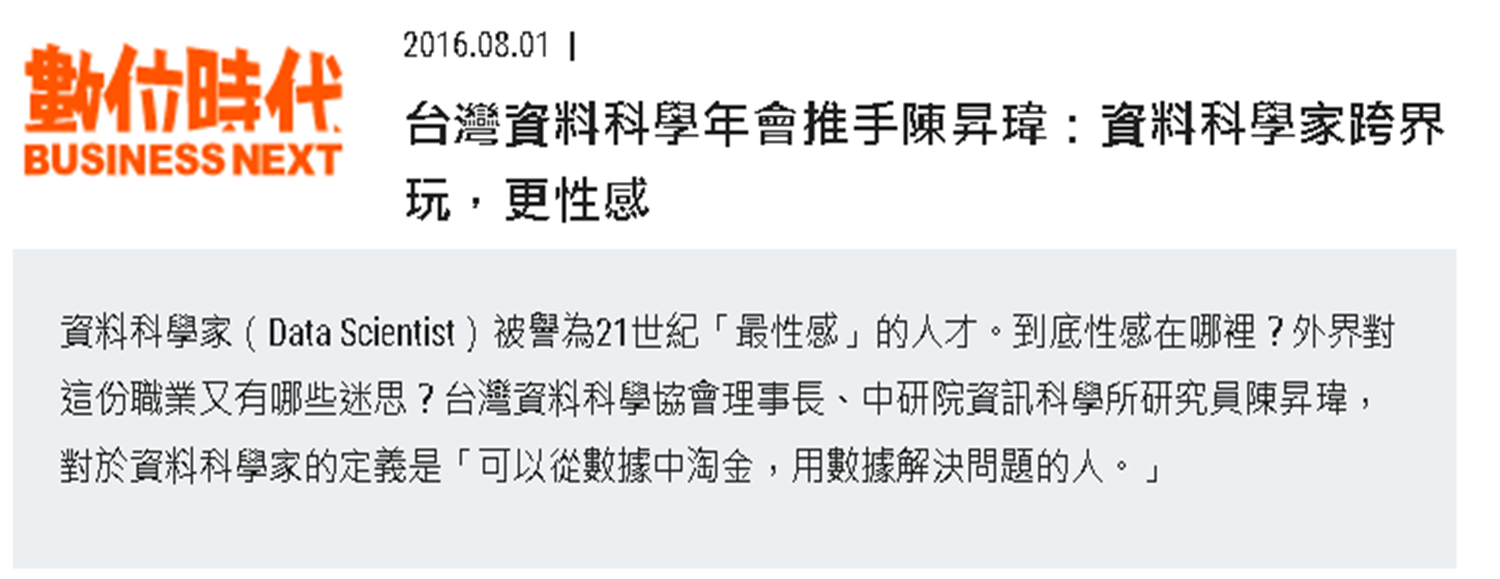 數位時代
BUSINESS NEXT
2016.08.01 |
台灣資料科學年會推手陳昇瑋：資料科學家跨界
玩，更性感
資料科學家（Data Scientist）被譽為21世紀「最性感」的人才。到底性感在哪裡？外界對
這份職業又有哪些迷思？台灣資料科學協會理事長、中研院資訊科學所研究員陳昇瑋，
對於資料科學家的定義是「可以從數據中淘金，用數據解決問題的人。」